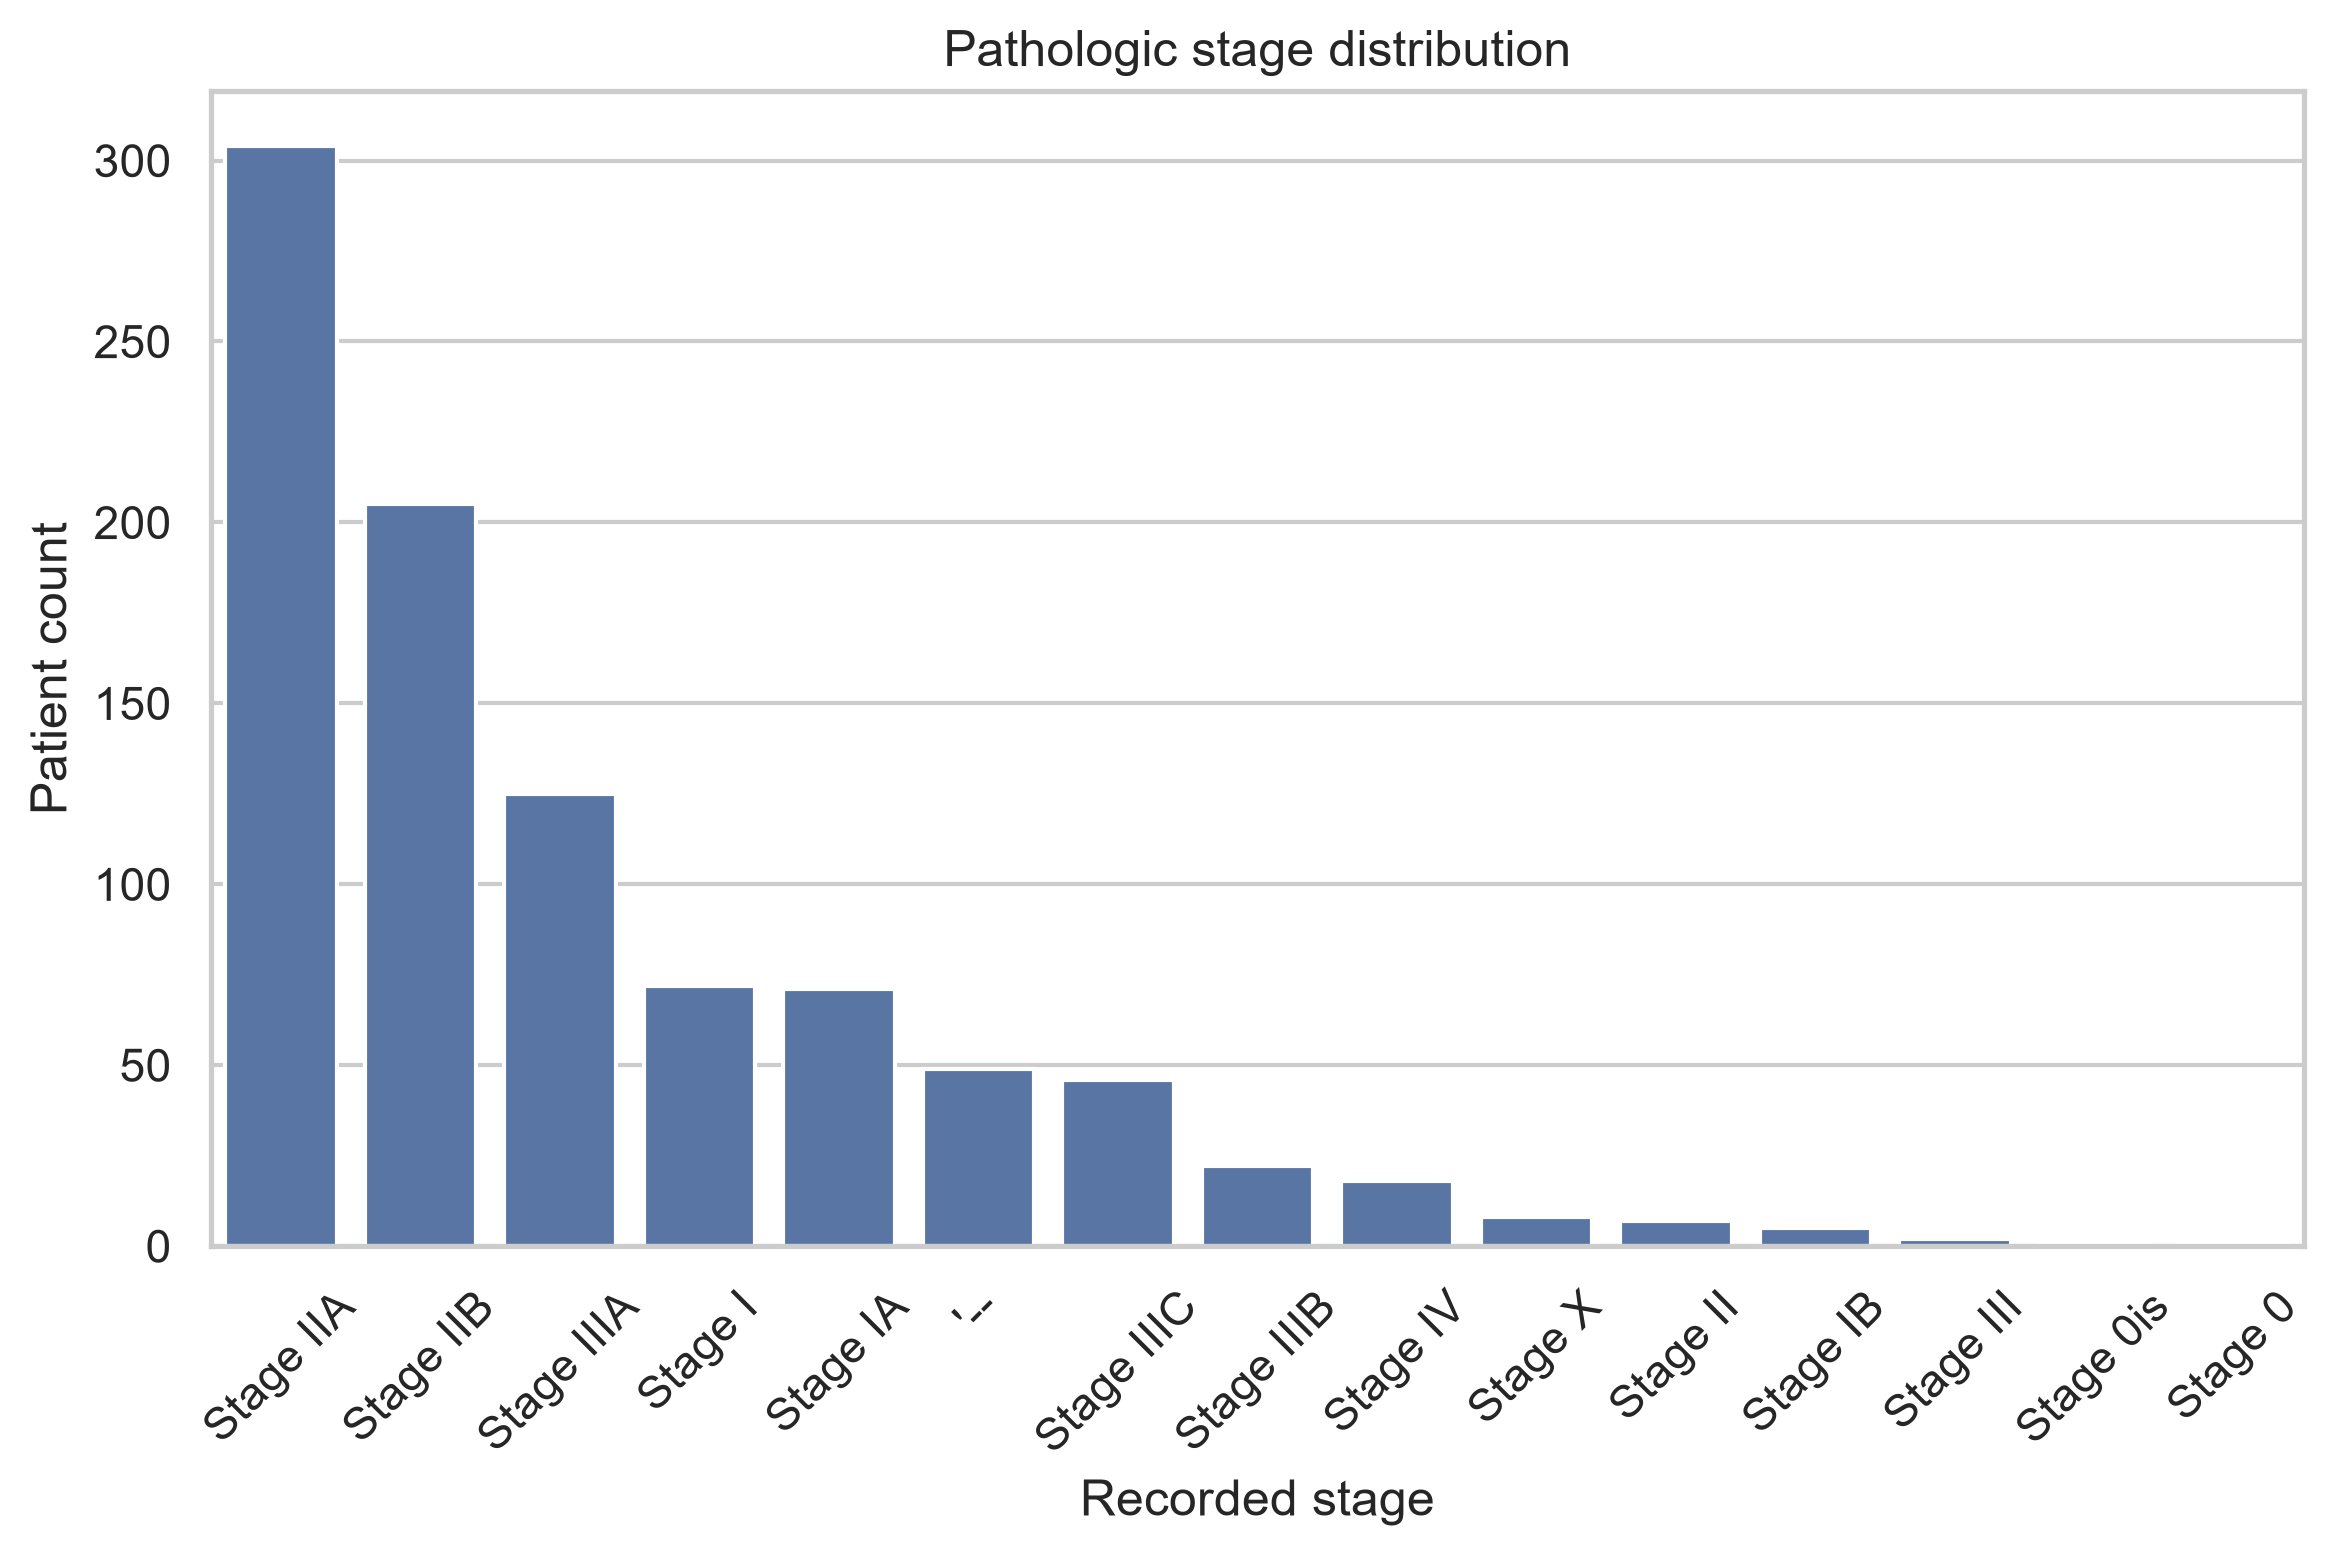 Pathologic stage distribution
300
250
200
150
100
50
0
Patient count
Stage IIA
Stage IIB
Stage IIIA
Stage I
Stage IA
'--
Stage IIIC
Stage IIIB
Stage IV
Stage X
Stage II
Stage IB
Stage III
Stage 0is
Stage 0
Recorded stage